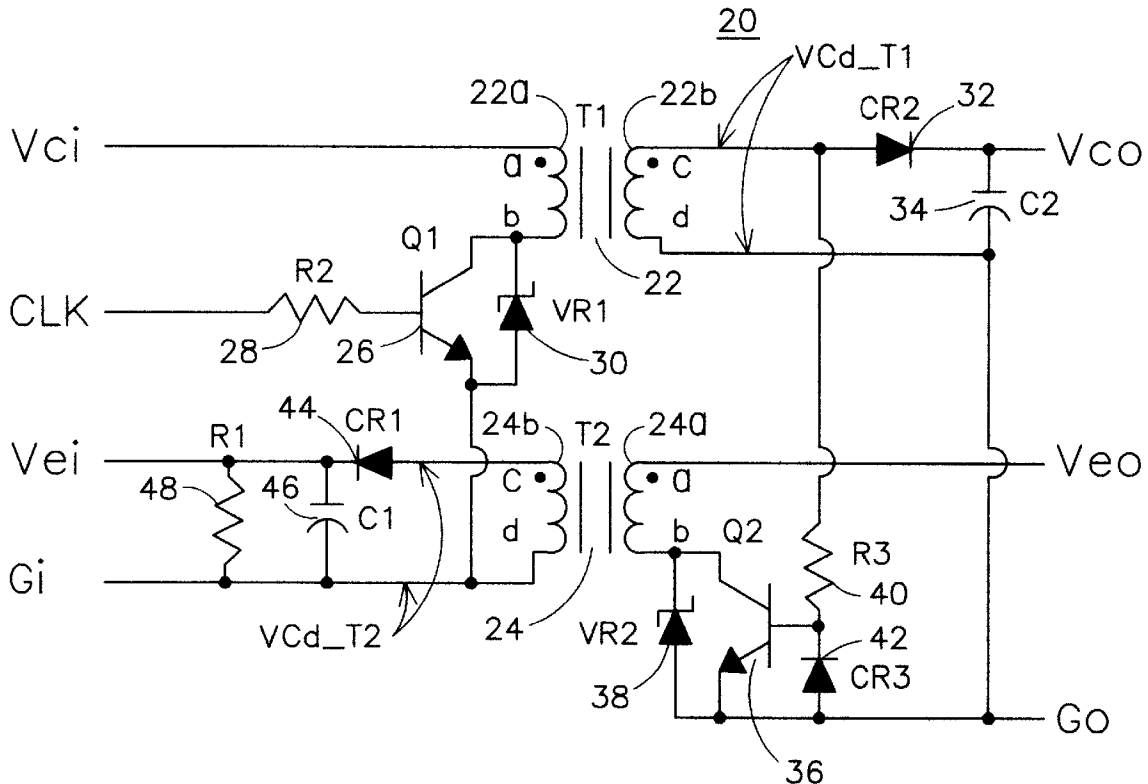 20
VCd_T1
22a T1 22b
CR2 32
Vci
a c
Vco
b d
34 C2
Q1
R2
22
CLK
VR1
28 26 30
44 CR1 24b T2 24a
R1
Vei
c a
Veo
48 46
C1 d b Q2
R3
Gi
40
24 VR2 42
VCd_T2
38 CR3
Go
36